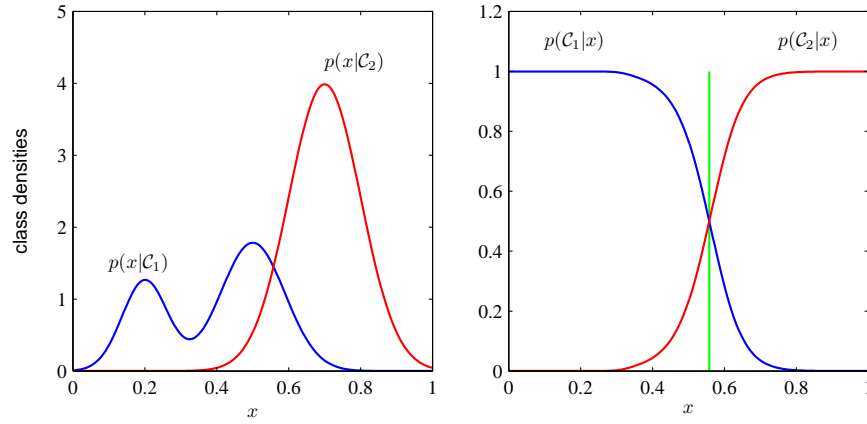 5
4
3
2
1
0
class densities
p(x|C₁)
p(x|C₂)
0 0.2 0.4 0.6 0.8 1
x
1.2
1
0.8
0.6
0.4
0.2
0
p(C₁|x)
p(C₂|x)
0 0.2 0.4 0.6 0.8 1
x